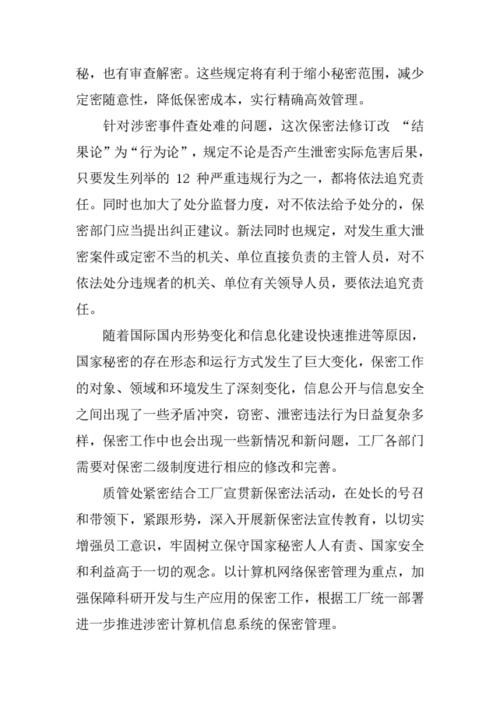 秘，也有审查解密。这些规定将有利于缩小秘密范围，减少
定密随意性，降低保密成本，实行精确高效管理。
针对涉密事件查处难的问题，这次保密法修订改 “结
果论”为“行为论”，规定不论是否产生泄密实际危害后果，
只要发生列举的 12 种严重违规行为之一，都将依法追究责
任。同时也加大了处分监督力度，对不依法给予处分的，保
密部门应当提出纠正建议。新法同时也规定，对发生重大泄
密案件或定密不当的机关、单位直接负责的主管人员，对不
依法处分违规者的机关、单位有关领导人员，要依法追究责
任。
随着国际国内形势变化和信息化建设快速推进等原因，
国家秘密的存在形态和运行方式发生了巨大变化，保密工作
的对象、领域和环境发生了深刻变化，信息公开与信息安全
之间出现了一些矛盾冲突，窃密、泄密违法行为日益复杂多
样，保密工作中也会出现一些新情况和新问题，工厂各部门
需要对保密二级制度进行相应的修改和完善。
质管处紧密结合工厂宣贯新保密法活动，在处长的号召
和带领下，紧跟形势，深入开展新保密法宣传教育，以切实
增强员工意识，牢固树立保守国家秘密人人有责、国家安全
和利益高于一切的观念。以计算机网络保密管理为重点，加
强保障科研开发与生产应用的保密工作，根据工厂统一部署
进一步推进涉密计算机信息系统的保密管理。